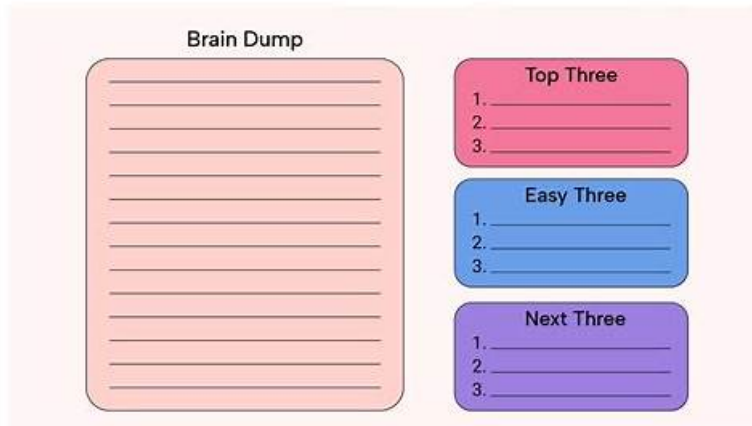 Brain Dump
Top Three
1.
2.
3.
Easy Three
1.
2.
3.
Next Three
1.
2.
3.